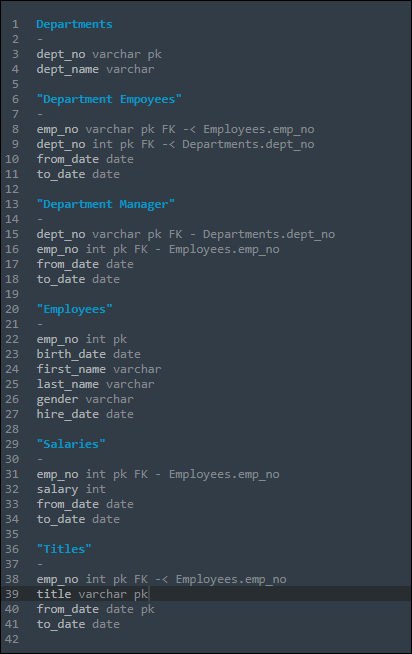 1 Departments
2 -
3 dept_no varchar pk
4 dept_name varchar
5
6 "Department Empoyees"
7 -
8 emp_no varchar pk FK -< Employees.emp_no
9 dept_no int pk FK -< Departments.dept_no
10 from_date date
11 to_date date
12
13 "Department Manager"
14 -
15 dept_no varchar pk FK - Departments.dept_no
16 emp_no int pk FK - Employees.emp_no
17 from_date date
18 to_date date
19
20 "Employees"
21 -
22 emp_no int pk
23 birth_date date
24 first_name varchar
25 last_name varchar
26 gender varchar
27 hire_date date
28
29 "Salaries"
30 -
31 emp_no int pk FK - Employees.emp_no
32 salary int
33 from_date date
34 to_date date
35
36 "Titles"
37 -
38 emp_no int pk FK -< Employees.emp_no
39 title varchar pk
40 from_date date pk
41 to_date date
42